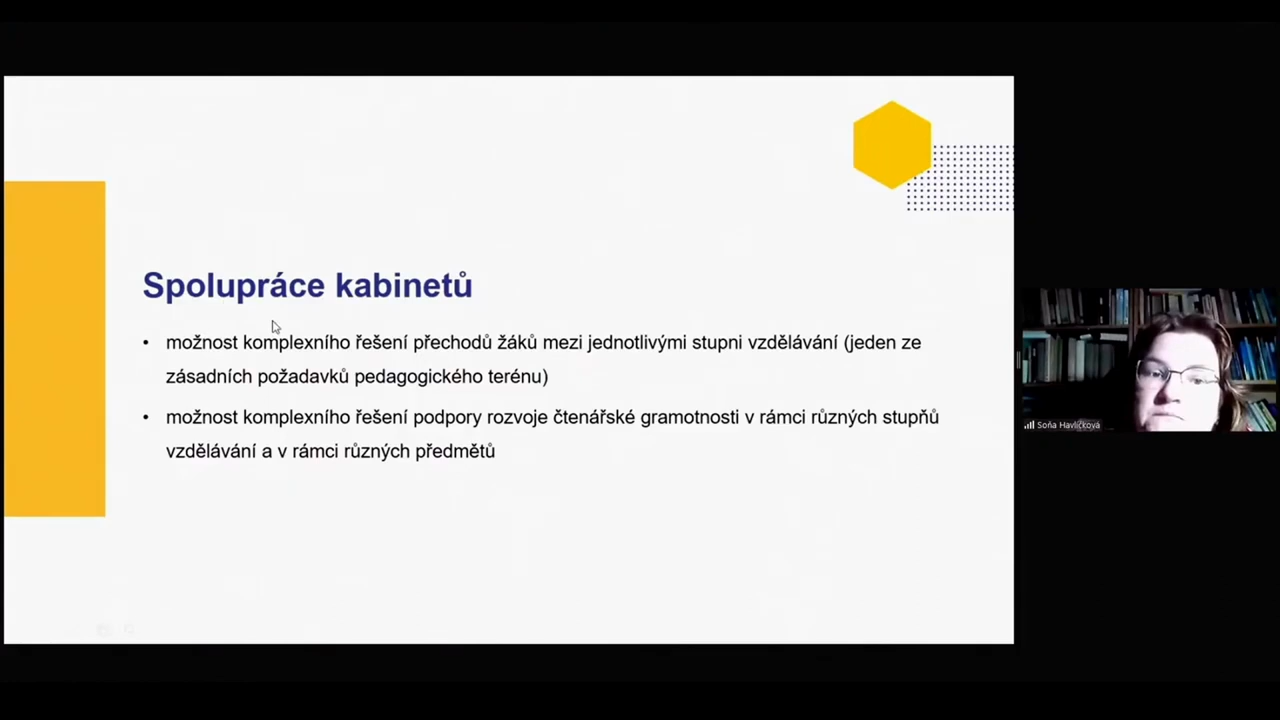 Spolupráce kabinetů
• možnost komplexního řešení přechodů žáků mezi jednotlivými stupni vzdělávání (jeden ze
zásadních požadavků pedagogického terénu)
• možnost komplexního řešení podpory rozvoje čtenářské gramotnosti v rámci různých stupňů
vzdělávání a v rámci různých předmětů
Soňa Havlíčková